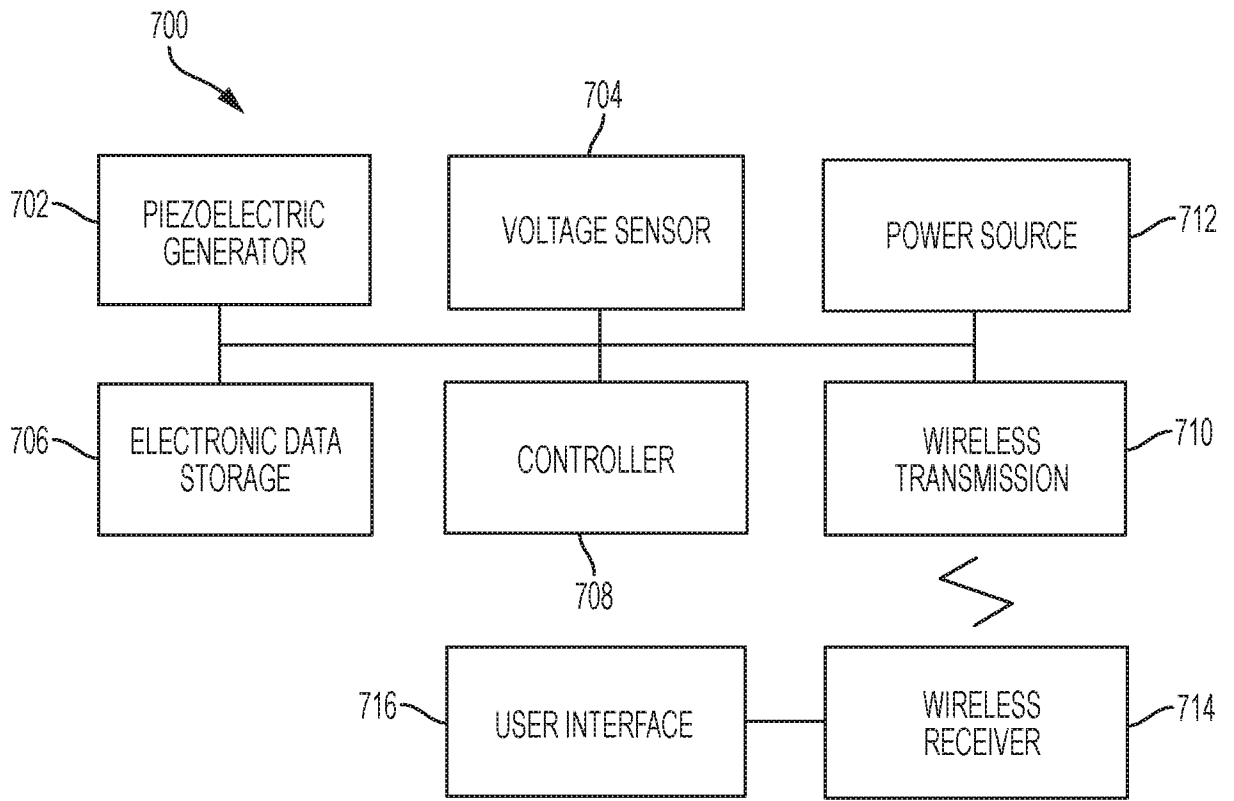 700
704
702
PIEZOELECTRIC
GENERATOR
VOLTAGE SENSOR
POWER SOURCE
712
706
ELECTRONIC DATA
STORAGE
CONTROLLER
WIRELESS
TRANSMISSION
710
708
716
USER INTERFACE
WIRELESS
RECEIVER
714